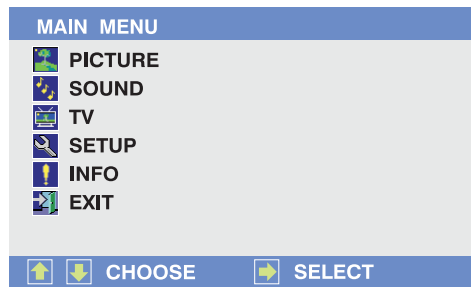 MAIN MENU
PICTURE
SOUND
TV
SETUP
INFO
EXIT
CHOOSE SELECT